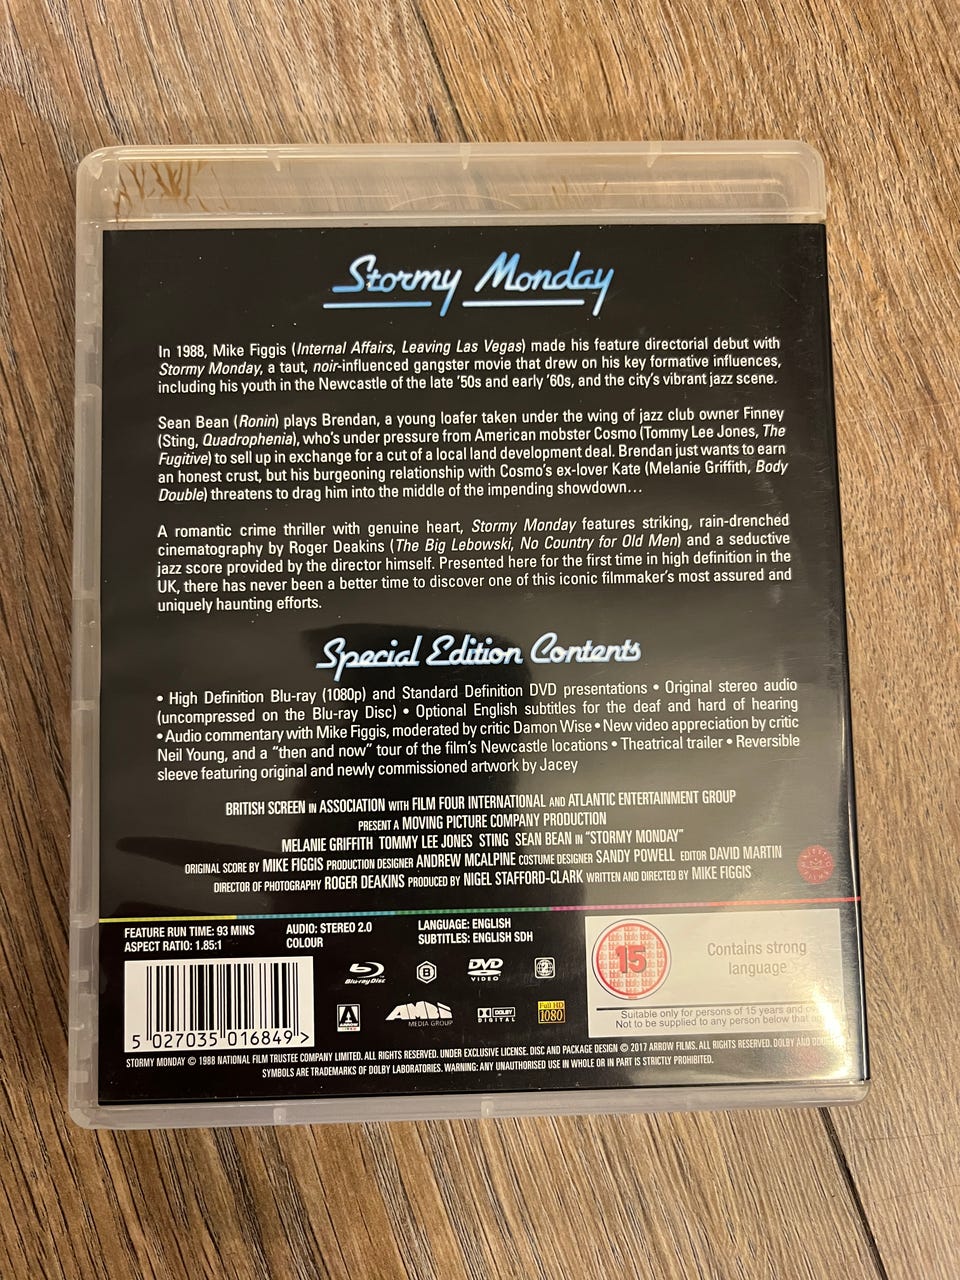 Stormy Monday
In 1988, Mike Figgis (Internal Affairs, Leaving Las Vegas) made his feature directorial debut with
Stormy Monday, a taut, noir-influenced gangster movie that drew on his key formative influences,
including his youth in the Newcastle of the late '50s and early '60s, and the city's vibrant jazz scene.
Sean Bean (Ronin) plays Brendan, a young loafer taken under the wing of jazz club owner Finney
(Sting, Quadrophenia), who's under pressure from American mobster Cosmo (Tommy Lee Jones, The
Fugitive) to sell up in exchange for a cut of a local land development deal. Brendan just wants to earn
an honest crust, but his burgeoning relationship with Cosmo's ex-lover Kate (Melanie Griffith, Body
Double) threatens to drag him into the middle of the impending showdown…
A romantic crime thriller with genuine heart, Stormy Monday features striking, rain-drenched
cinematography by Roger Deakins (The Big Lebowski, No Country for Old Men) and a seductive
jazz score provided by the director himself. Presented here for the first time in high definition in the
UK, there has never been a better time to discover one of this iconic filmmaker's most assured and
uniquely haunting efforts.
Special Edition Contents
• High Definition Blu-ray (1080p) and Standard Definition DVD presentations • Original stereo audio
(uncompressed on the Blu-ray Disc) • Optional English subtitles for the deaf and hard of hearing
• Audio commentary with Mike Figgis, moderated by critic Damon Wise • New video appreciation by critic
Neil Young, and a "then and now" tour of the film's Newcastle locations • Theatrical trailer • Reversible
sleeve featuring original and newly commissioned artwork by Jacey
BRITISH SCREEN IN ASSOCIATION WITH FILM FOUR INTERNATIONAL AND ATLANTIC ENTERTAINMENT GROUP
PRESENT A MOVING PICTURE COMPANY PRODUCTION
MELANIE GRIFFITH TOMMY LEE JONES STING SEAN BEAN IN "STORMY MONDAY"
ORIGINAL SCORE BY MIKE FIGGIS PRODUCTION DESIGNER ANDREW MCALPINE COSTUME DESIGNER SANDY POWELL EDITOR DAVID MARTIN
DIRECTOR OF PHOTOGRAPHY ROGER DEAKINS PRODUCED BY NIGEL STAFFORD-CLARK WRITTEN AND DIRECTED BY MIKE FIGGIS
FEATURE RUN TIME: 93 MINS
ASPECT RATIO: 1.85:1
AUDIO: STEREO 2.0
COLOUR
LANGUAGE: ENGLISH
SUBTITLES: ENGLISH SDH
15
Contains strong
language
Suitable only for persons of 15 years and
Not to be supplied to any person below that
Blu-ray Disc
B
DVD
VIDEO
2
ARROW
AMBI
MEDIA GROUP
DOLBY
DIGITAL
Full HD
1080
5 027035 016849 >
STORMY MONDAY © 1988 NATIONAL FILM TRUSTEE COMPANY LIMITED. ALL RIGHTS RESERVED. UNDER EXCLUSIVE LICENSE. DISC AND PACKAGE DESIGN © 2017 ARROW FILMS. ALL RIGHTS RESERVED. DOLBY AND
SYMBOLS ARE TRADEMARKS OF DOLBY LABORATORIES. WARNING: ANY UNAUTHORISED USE IN WHOLE OR IN PART IS STRICTLY PROHIBITED.